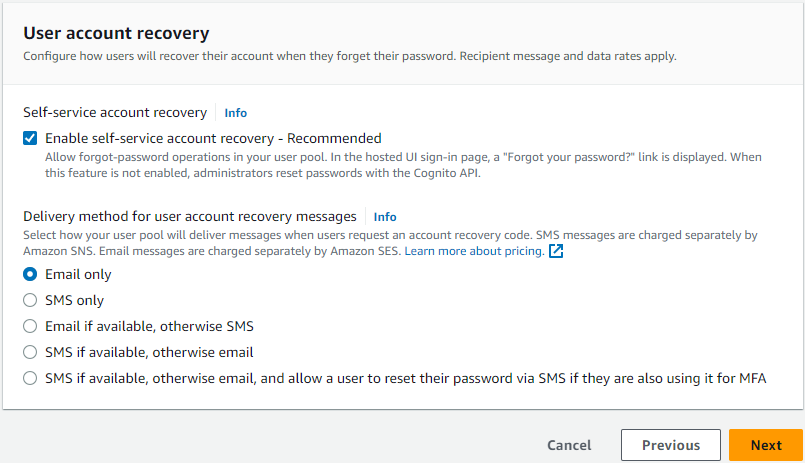 User account recovery
Configure how users will recover their account when they forget their password. Recipient message and data rates apply.
Self-service account recovery Info
Enable self-service account recovery - Recommended
Allow forgot-password operations in your user pool. In the hosted UI sign-in page, a "Forgot your password?" link is displayed. When
this feature is not enabled, administrators reset passwords with the Cognito API.
Delivery method for user account recovery messages Info
Select how your user pool will deliver messages when users request an account recovery code. SMS messages are charged separately by
Amazon SNS. Email messages are charged separately by Amazon SES. Learn more about pricing.
Email only
SMS only
Email if available, otherwise SMS
SMS if available, otherwise email
SMS if available, otherwise email, and allow a user to reset their password via SMS if they are also using it for MFA
Cancel Previous Next